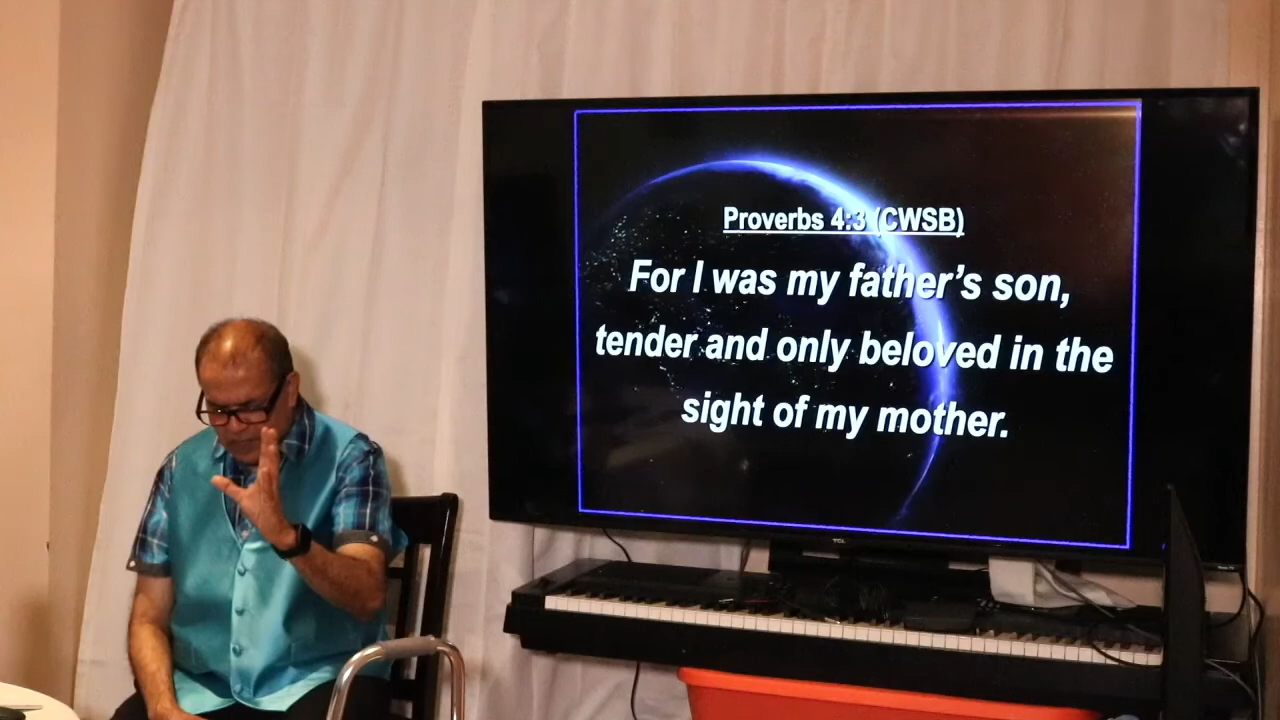 Proverbs 4:3 (CWSB)
For I was my father’s son,
tender and only beloved in the
sight of my mother.
TCL